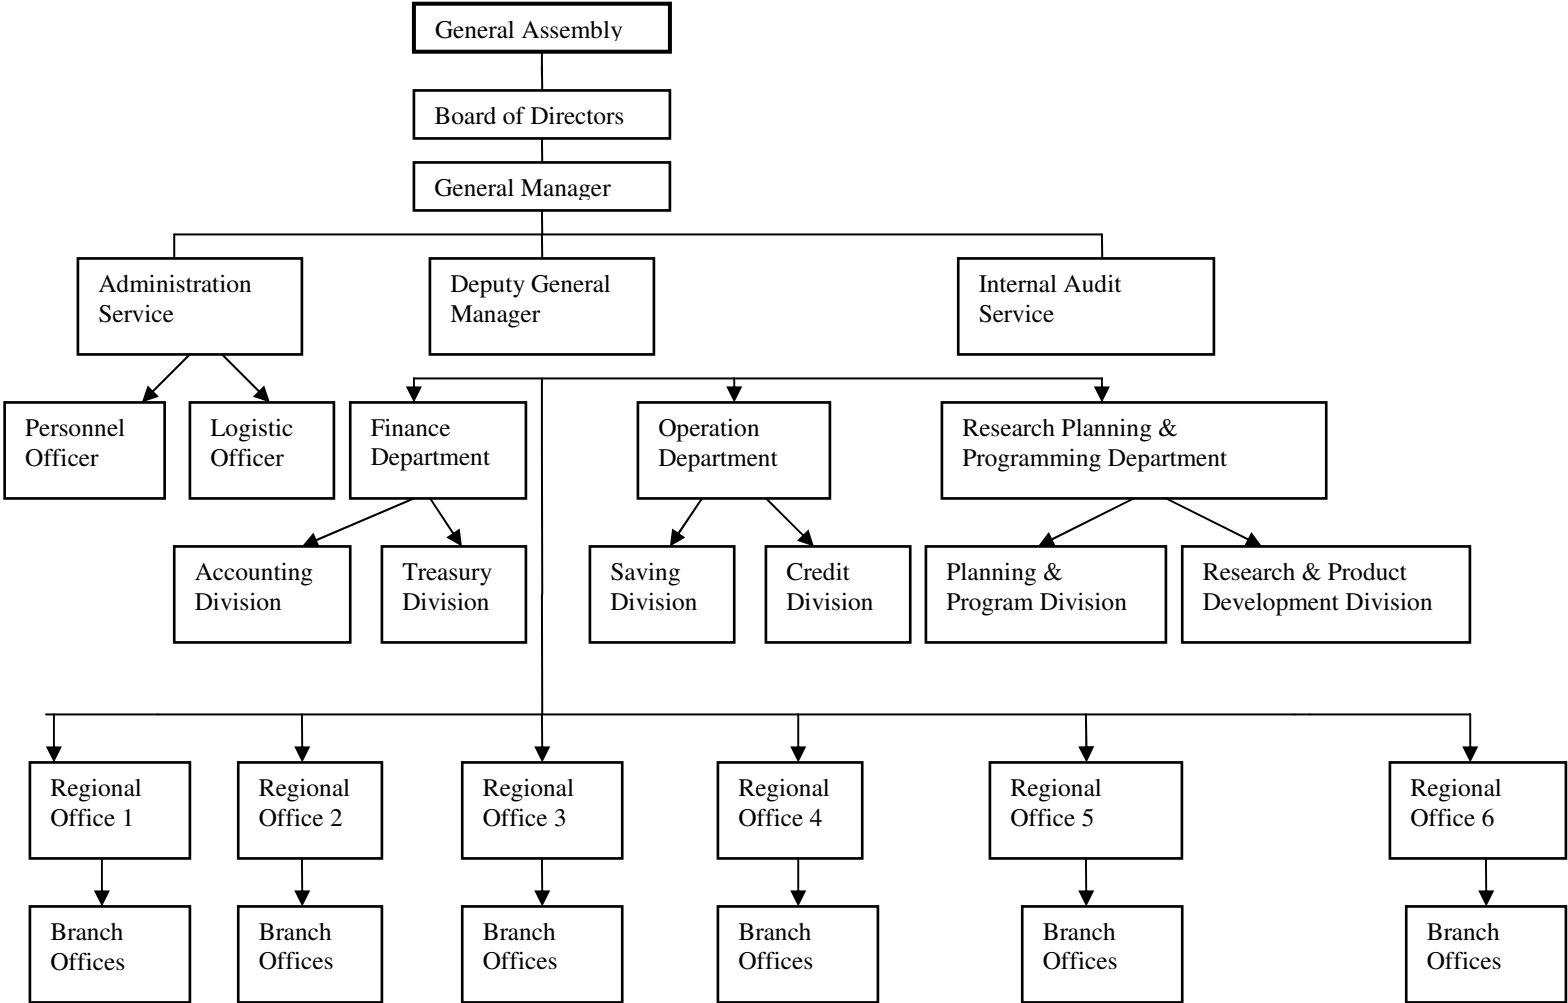 General Assembly
Board of Directors
General Manager
Administration
Service
Deputy General
Manager
Internal Audit
Service
Personnel
Officer
Logistic
Officer
Finance
Department
Operation
Department
Research Planning &
Programming Department
Accounting
Division
Treasury
Division
Saving
Division
Credit
Division
Planning &
Program Division
Research & Product
Development Division
Regional
Office 1
Regional
Office 2
Regional
Office 3
Regional
Office 4
Regional
Office 5
Regional
Office 6
Branch
Offices
Branch
Offices
Branch
Offices
Branch
Offices
Branch
Offices
Branch
Offices